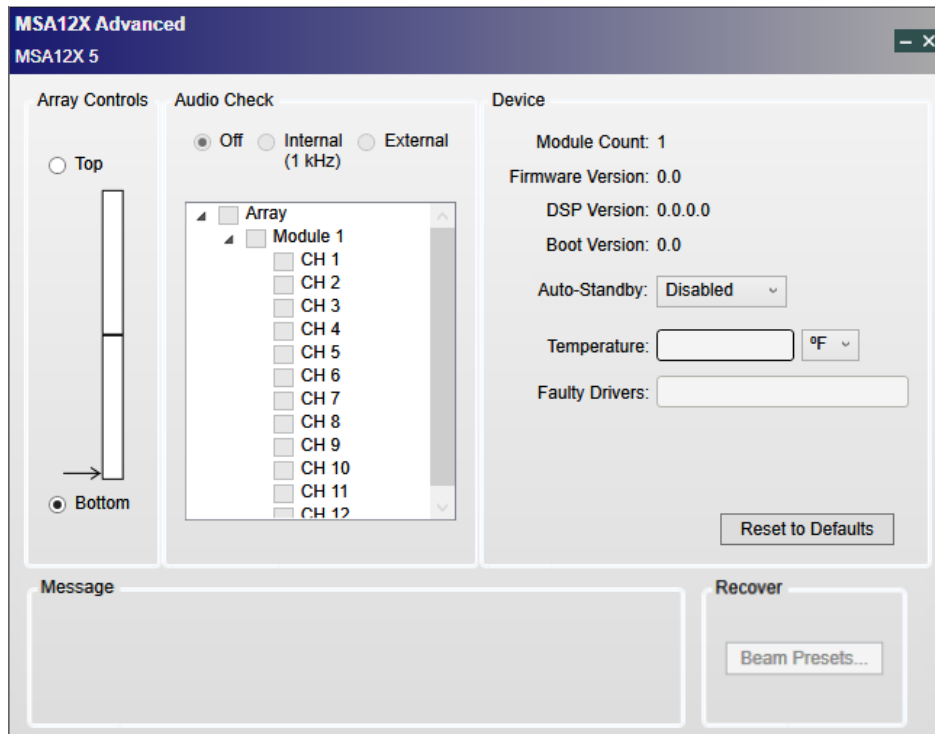 MSA12X Advanced
MSA12X 5
Array Controls
Top
Bottom
Audio Check
Off
Internal
(1 kHz)
External
Array
Module 1
CH 1
CH 2
CH 3
CH 4
CH 5
CH 6
CH 7
CH 8
CH 9
CH 10
CH 11
CH 12
Device
Module Count: 1
Firmware Version: 0.0
DSP Version: 0.0.0.0
Boot Version: 0.0
Auto-Standby: Disabled
Temperature: ºF
Faulty Drivers:
Reset to Defaults
Message
Recover
Beam Presets...